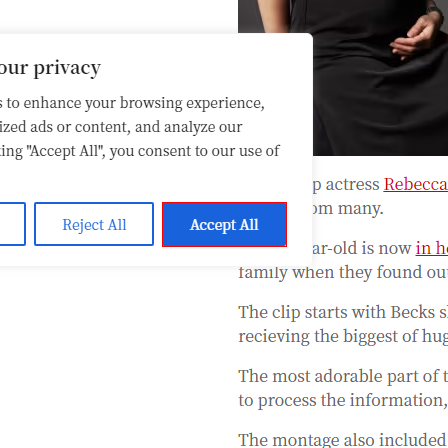 our privacy
s to enhance your browsing experience,
ized ads or content, and analyze our
ing "Accept All", you consent to our use of
Reject All
Accept All
p actress Rebecca
om many.
ar-old is now in h
family when they found ou
The clip starts with Becks s
recieving the biggest of hug
The most adorable part of t
to process the information,
The montage also included